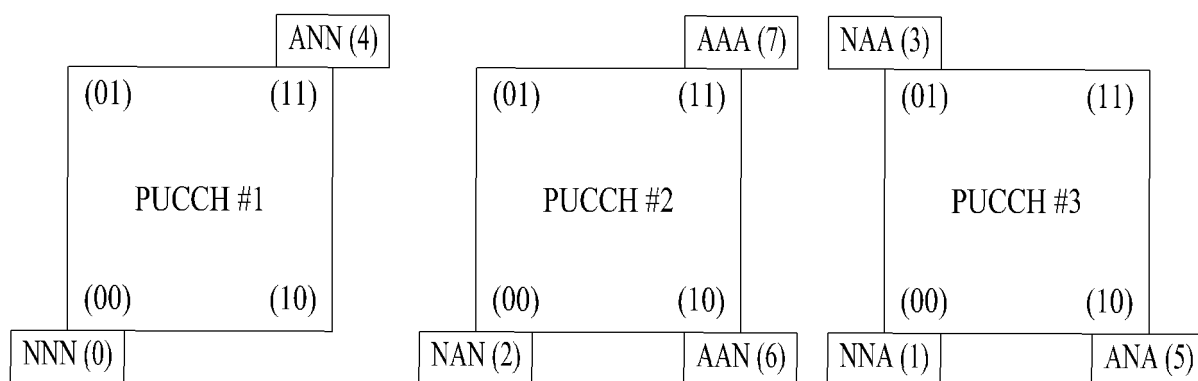 ANN (4) AAA (7) NAA (3)
(01) (11) (01) (11) (01) (11)
PUCCH #1 PUCCH #2 PUCCH #3
(00) (10) (00) (10) (00) (10)
NNN (0) NAN (2) AAN (6) NNA (1) ANA (5)